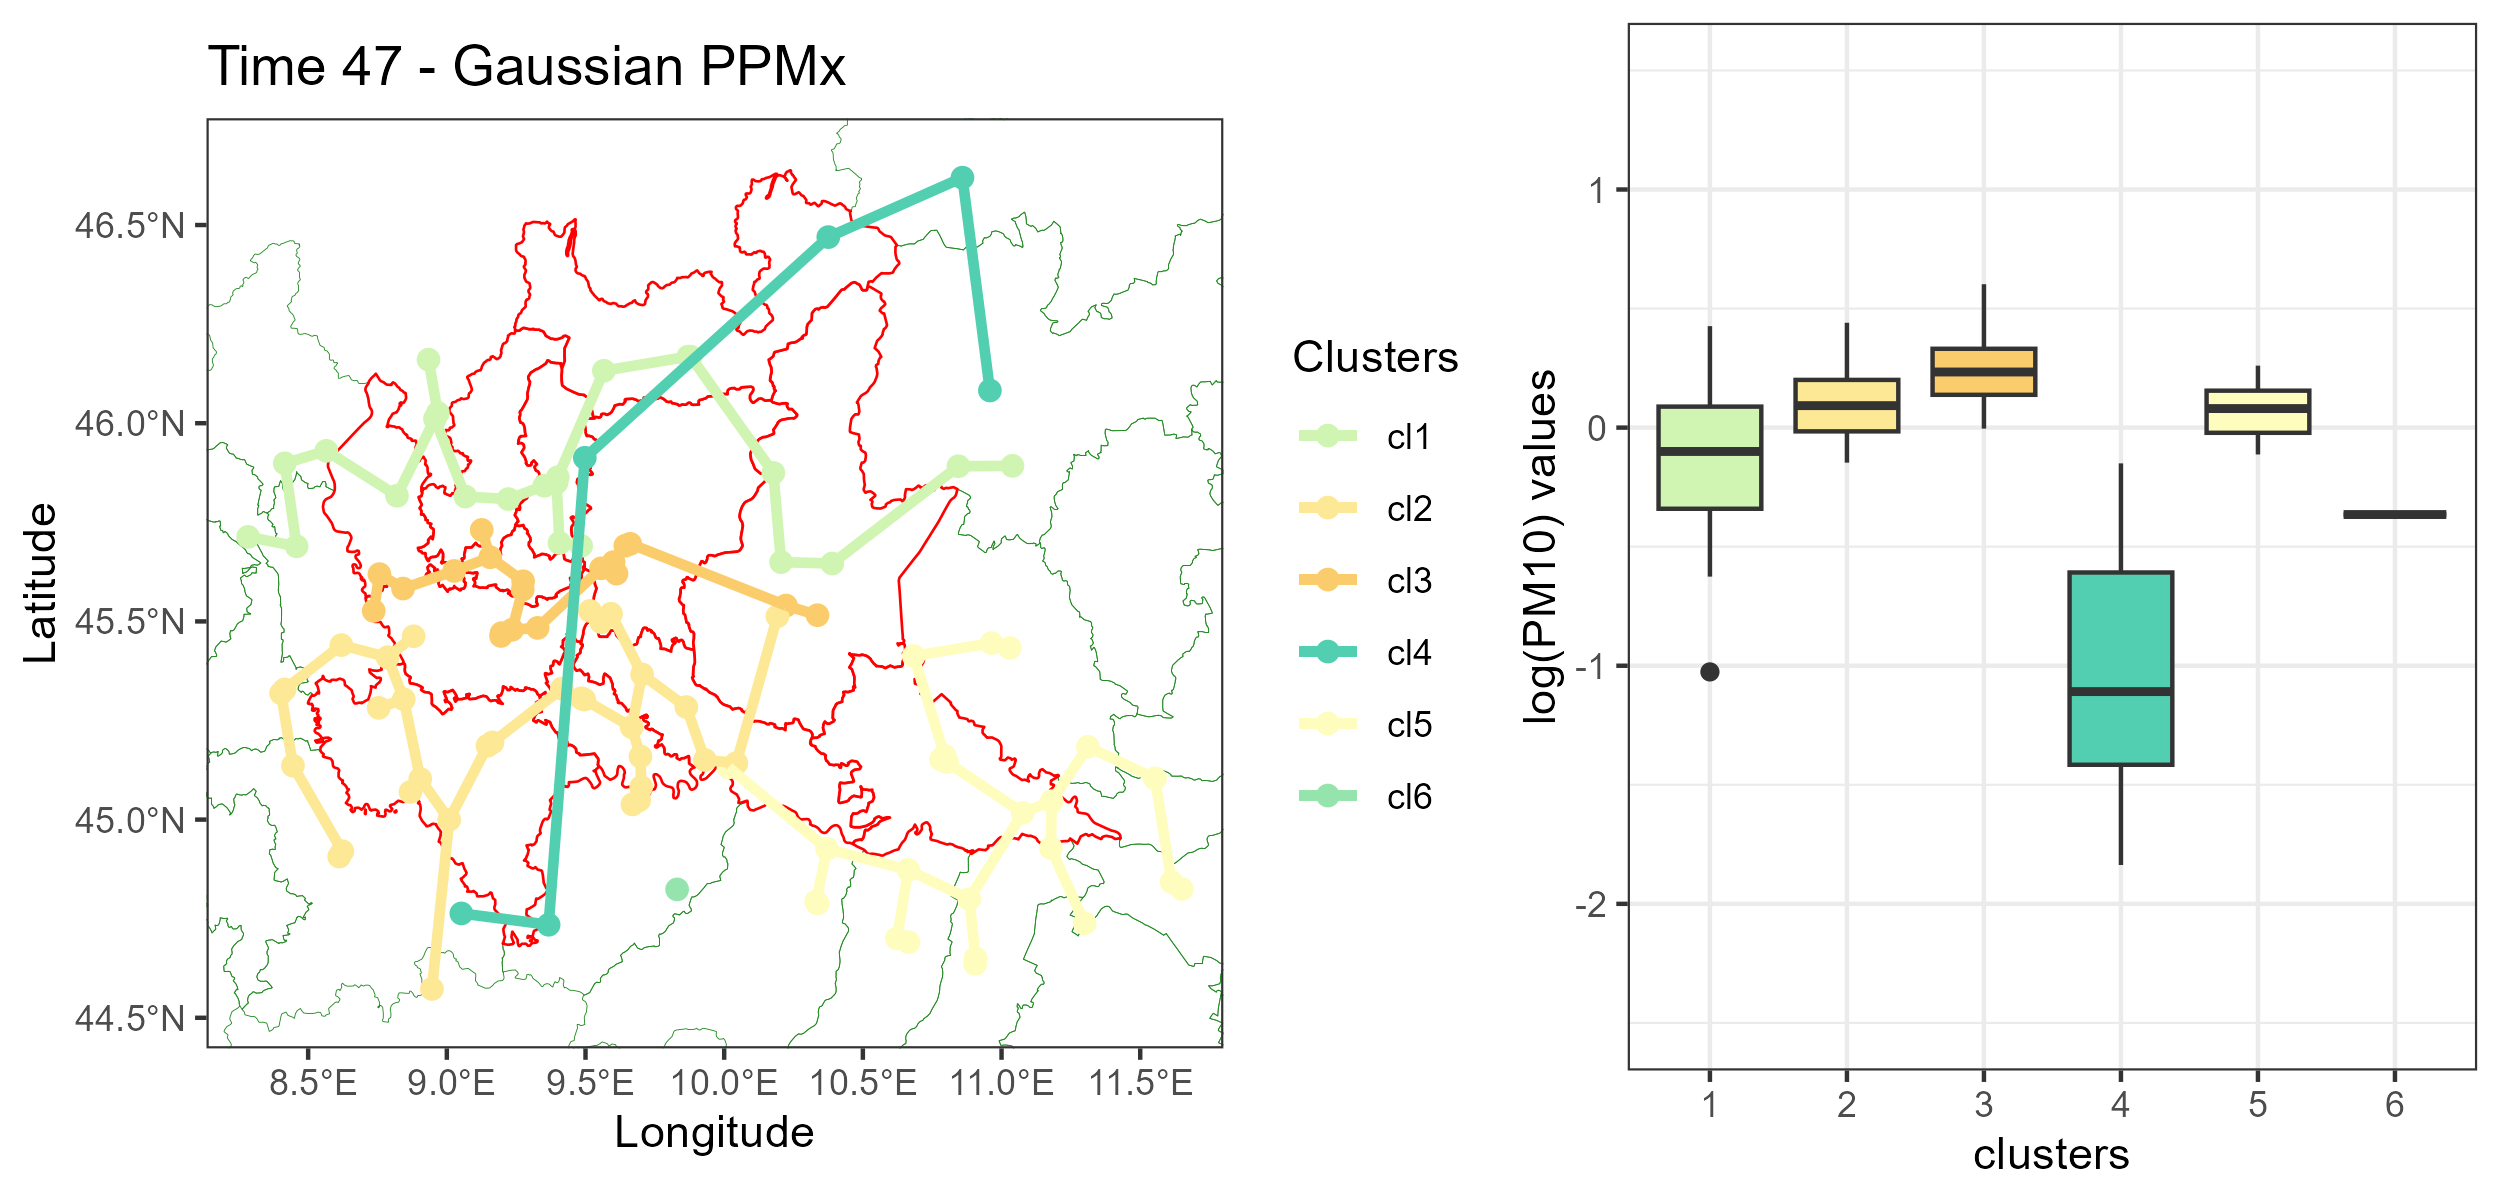 Time 47 - Gaussian PPMx
Latitude
46.5°N
46.0°N
45.5°N
45.0°N
44.5°N
8.5°E 9.0°E 9.5°E 10.0°E 10.5°E 11.0°E 11.5°E
Longitude
Clusters
cl1
cl2
cl3
cl4
cl5
cl6
log(PM10) values
1
0
-1
-2
1 2 3 4 5 6
clusters